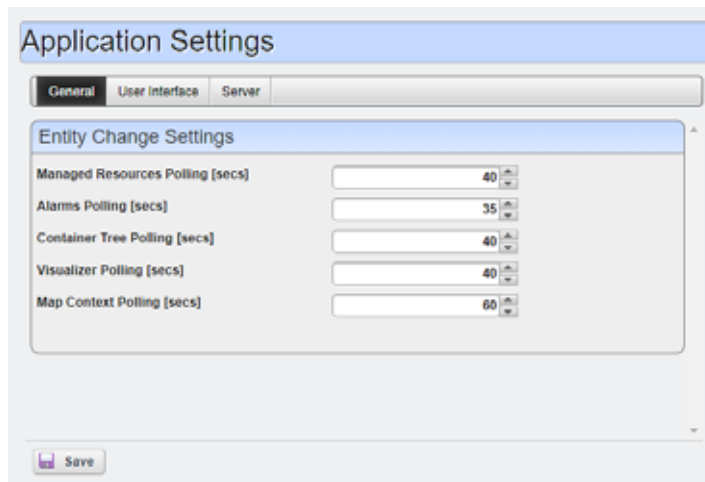 Application Settings
General User Interface Server
Entity Change Settings
Managed Resources Polling [secs] 40
Alarms Polling [secs] 35
Container Tree Polling [secs] 40
Visualizer Polling [secs] 40
Map Context Polling [secs] 60
Save